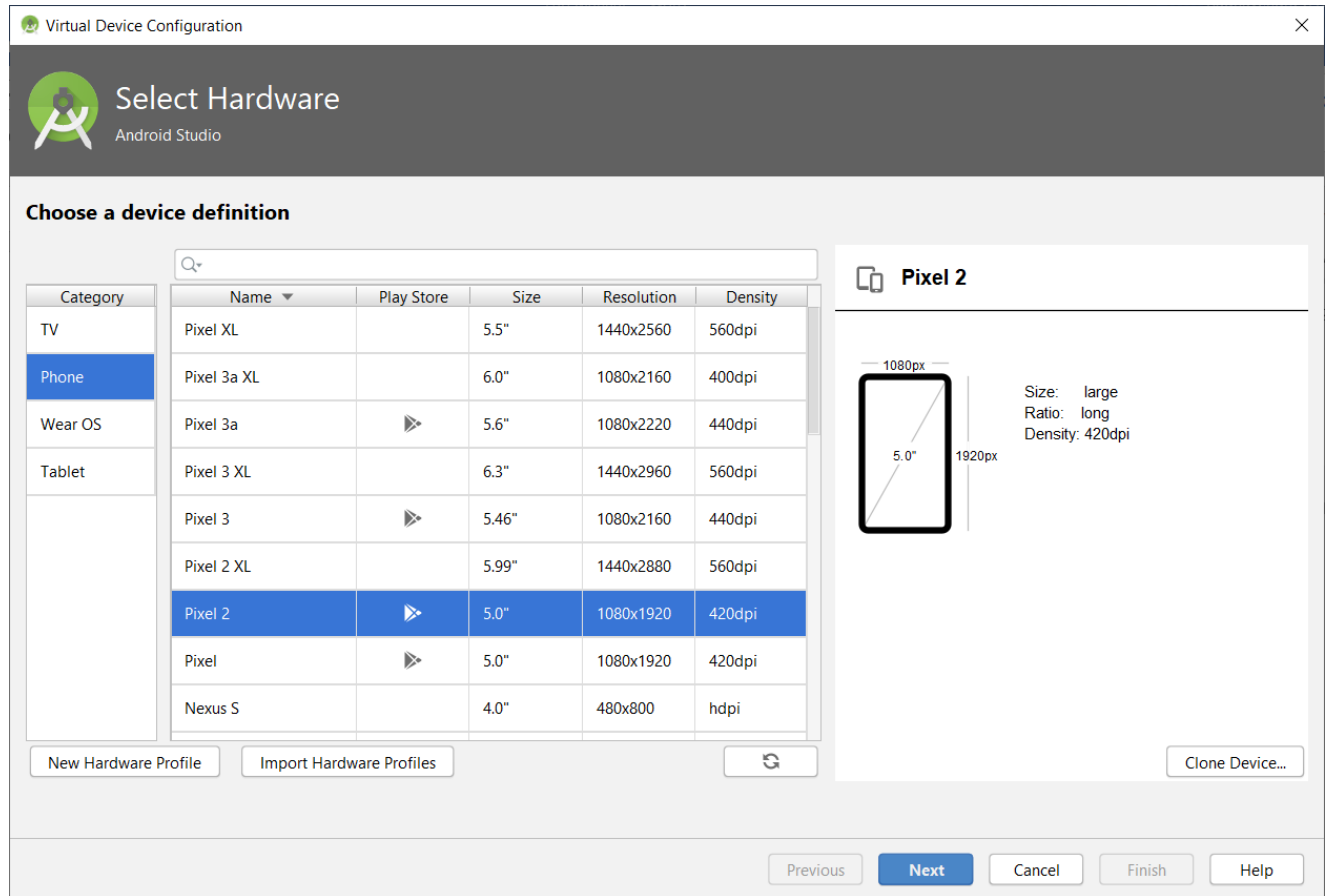 Virtual Device Configuration
Select Hardware
Android Studio
Choose a device definition
Category
TV
Phone
Wear OS
Tablet
Name Play Store Size Resolution Density
Pixel XL 5.5" 1440x2560 560dpi
Pixel 3a XL 6.0" 1080x2160 400dpi
Pixel 3a 5.6" 1080x2220 440dpi
Pixel 3 XL 6.3" 1440x2960 560dpi
Pixel 3 5.46" 1080x2160 440dpi
Pixel 2 XL 5.99" 1440x2880 560dpi
Pixel 2 5.0" 1080x1920 420dpi
Pixel 5.0" 1080x1920 420dpi
Nexus S 4.0" 480x800 hdpi
New Hardware Profile Import Hardware Profiles
Pixel 2
1080px
5.0"
1920px
Size: large
Ratio: long
Density: 420dpi
Clone Device...
Previous Next Cancel Finish Help